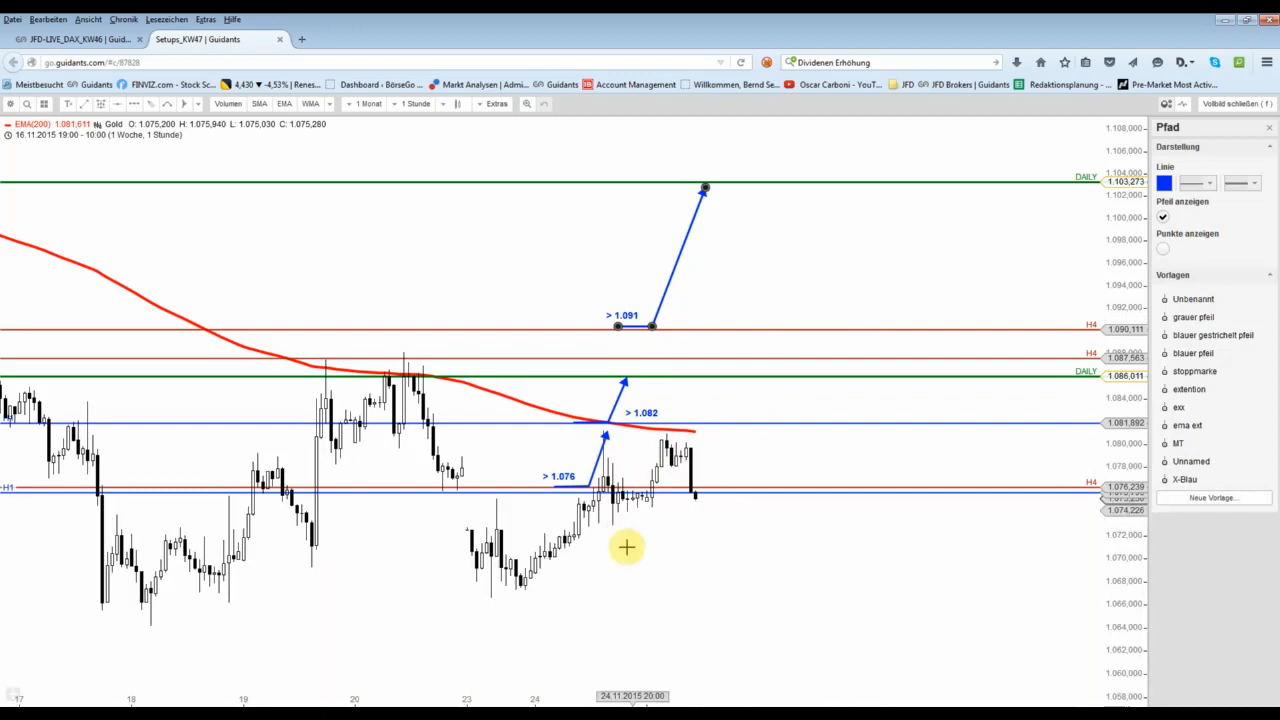 Datei Bearbeiten Ansicht Chronik Lesezeichen Extras Hilfe
JFD-LIVE_DAX_KW46 | Guid... × Setups_KW47 | Guidants × +
go.guidants.com/#c/87828 Dividenen Erhöhung
Meistbesucht Guidants FINVIZ.com - Stock Sc... 4,430 -4,53% | Renes... Dashboard - BörseGo ... Markt Analysen | Admi... Guidants Account Management Willkommen, Bernd Se... Oscar Carboni - YouT... JFD JFD Brokers | Guidants Redaktionsplanung - ... Pre-Market Most Activ...
Volumen SMA EMA WMA 1 Monat 1 Stunde Extras Vollbild schließen ( f )
EMA(200) 1.081,611 Gold O: 1.075,200 H: 1.075,940 L: 1.075,030 C: 1.075,280
16.11.2015 19:00 - 10:00 (1 Woche, 1 Stunde)
1.108,000
1.106,000
1.104,000
DAILY 1.103,273
1.102,000
1.100,000
1.098,000
1.096,000
1.094,000
1.092,000
> 1.091
H4 1.090,111
H4 1.087,563
DAILY 1.086,011
1.084,000
> 1.082
1.081,892
1.080,000
1.078,000
> 1.076
H4 1.076,239
H1
1.074,226
1.072,000
1.070,000
1.068,000
1.066,000
1.064,000
1.062,000
1.060,000
1.058,000
17 18 19 20 23 24 24.11.2015 20:00
Pfad ×
Darstellung
Linie
Pfeil anzeigen
Punkte anzeigen
Vorlagen
Unbenannt
grauer pfeil
blauer gestrichelt pfeil
blauer pfeil
stoppmarke
extention
exx
ema ext
MT
Unnamed
X-Blau
Neue Vorlage...